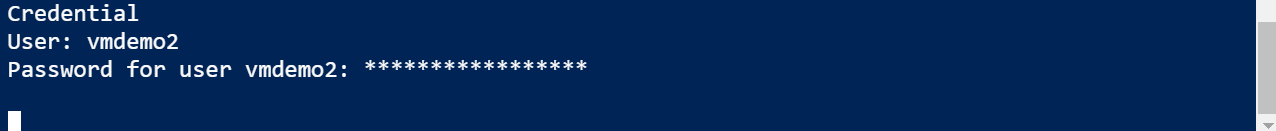 Credential
User: vmdemo2
Password for user vmdemo2: *****************